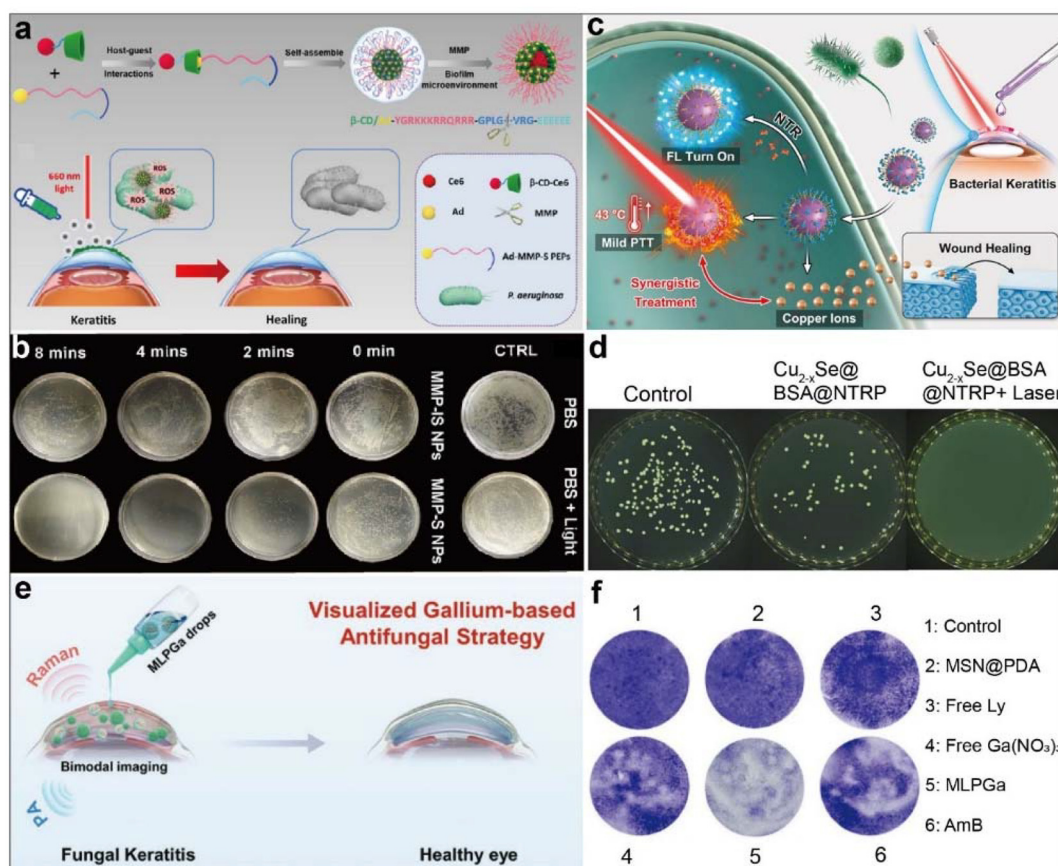 a
Host-guest
Interactions
Self-assemble
MMP
Biofilm
microenvironment
+
β-CD/Ad-YGRKKKRRQRRR-GPLG-VRG-EEEEEE
660 nm
light
ROS
ROS
ROS
ROS
Keratitis
Healing
Ce6
β-CD-Ce6
Ad
MMP
Ad-MMP-S PEPs
P. aeruginosa
c
NTR
FL Turn On
43 °C
Mild PTT
Synergistic
Treatment
Copper Ions
Bacterial Keratitis
Wound Healing
b
8 mins
4 mins
2 mins
0 min
CTRL
MMP-IS NPs
PBS
MMP-S NPs
PBS + Light
d
Control
Cu2-xSe@
BSA@NTRP
Cu2-xSe@BSA
@NTRP+ Laser
e
MLPGa drops
Raman
Bimodal imaging
PA
Fungal Keratitis
Visualized Gallium-based
Antifungal Strategy
Healthy eye
f
1
2
3
4
5
6
1: Control
2: MSN@PDA
3: Free Ly
4: Free Ga(NO₃)₃
5: MLPGa
6: AmB